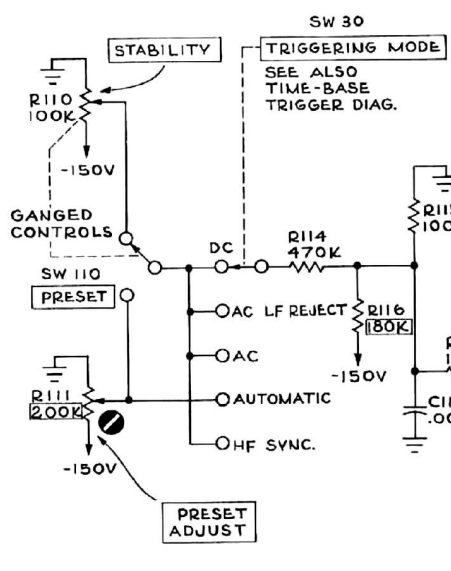 SW 30
STABILITY
TRIGGERING MODE
SEE ALSO
TIME-BASE
TRIGGER DIAG.
R110
100K
-150V
GANGED
CONTROLS
SW 110
PRESET
DC
R114
470K
AC LF REJECT
R116
180K
-150V
AC
AUTOMATIC
HF SYNC.
R111
200K
-150V
PRESET
ADJUST